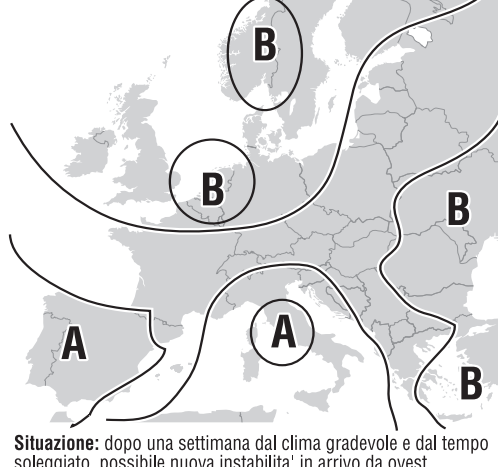 B
B
B
A
A
B
Situazione: dopo una settimana dal clima gradevole e dal tempo
soleggiato, possibile nuova instabilita' in arrivo da ovest